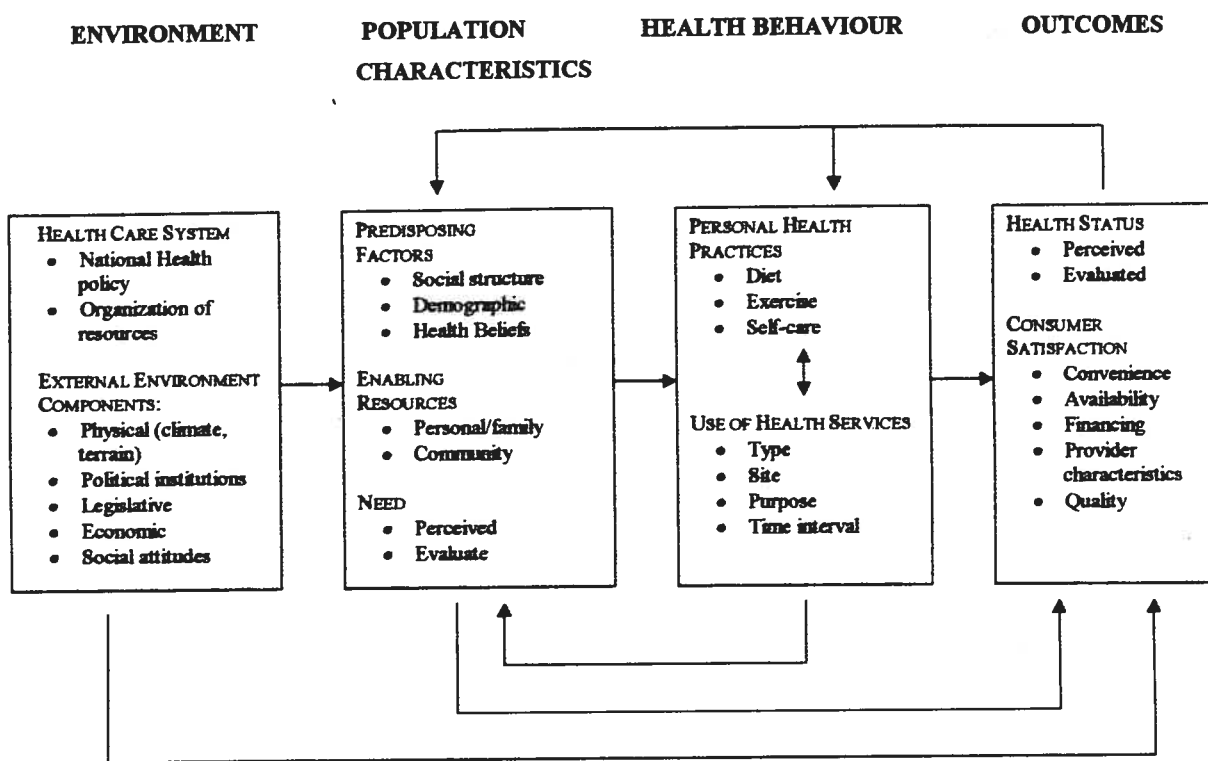 ENVIRONMENT
POPULATION
CHARACTERISTICS
HEALTH BEHAVIOUR
OUTCOMES
HEALTH CARE SYSTEM
• National Health
policy
• Organization of
resources
EXTERNAL ENVIRONMENT
COMPONENTS:
• Physical (climate,
terrain)
• Political institutions
• Legislative
• Economic
• Social attitudes
PREDISPOSING
FACTORS
• Social structure
• Demographic
• Health Beliefs
ENABLING
RESOURCES
• Personal/family
• Community
NEED
• Perceived
• Evaluate
PERSONAL HEALTH
PRACTICES
• Diet
• Exercise
• Self-care
USE OF HEALTH SERVICES
• Type
• Site
• Purpose
• Time interval
HEALTH STATUS
• Perceived
• Evaluated
CONSUMER
SATISFACTION
• Convenience
• Availability
• Financing
• Provider
characteristics
• Quality